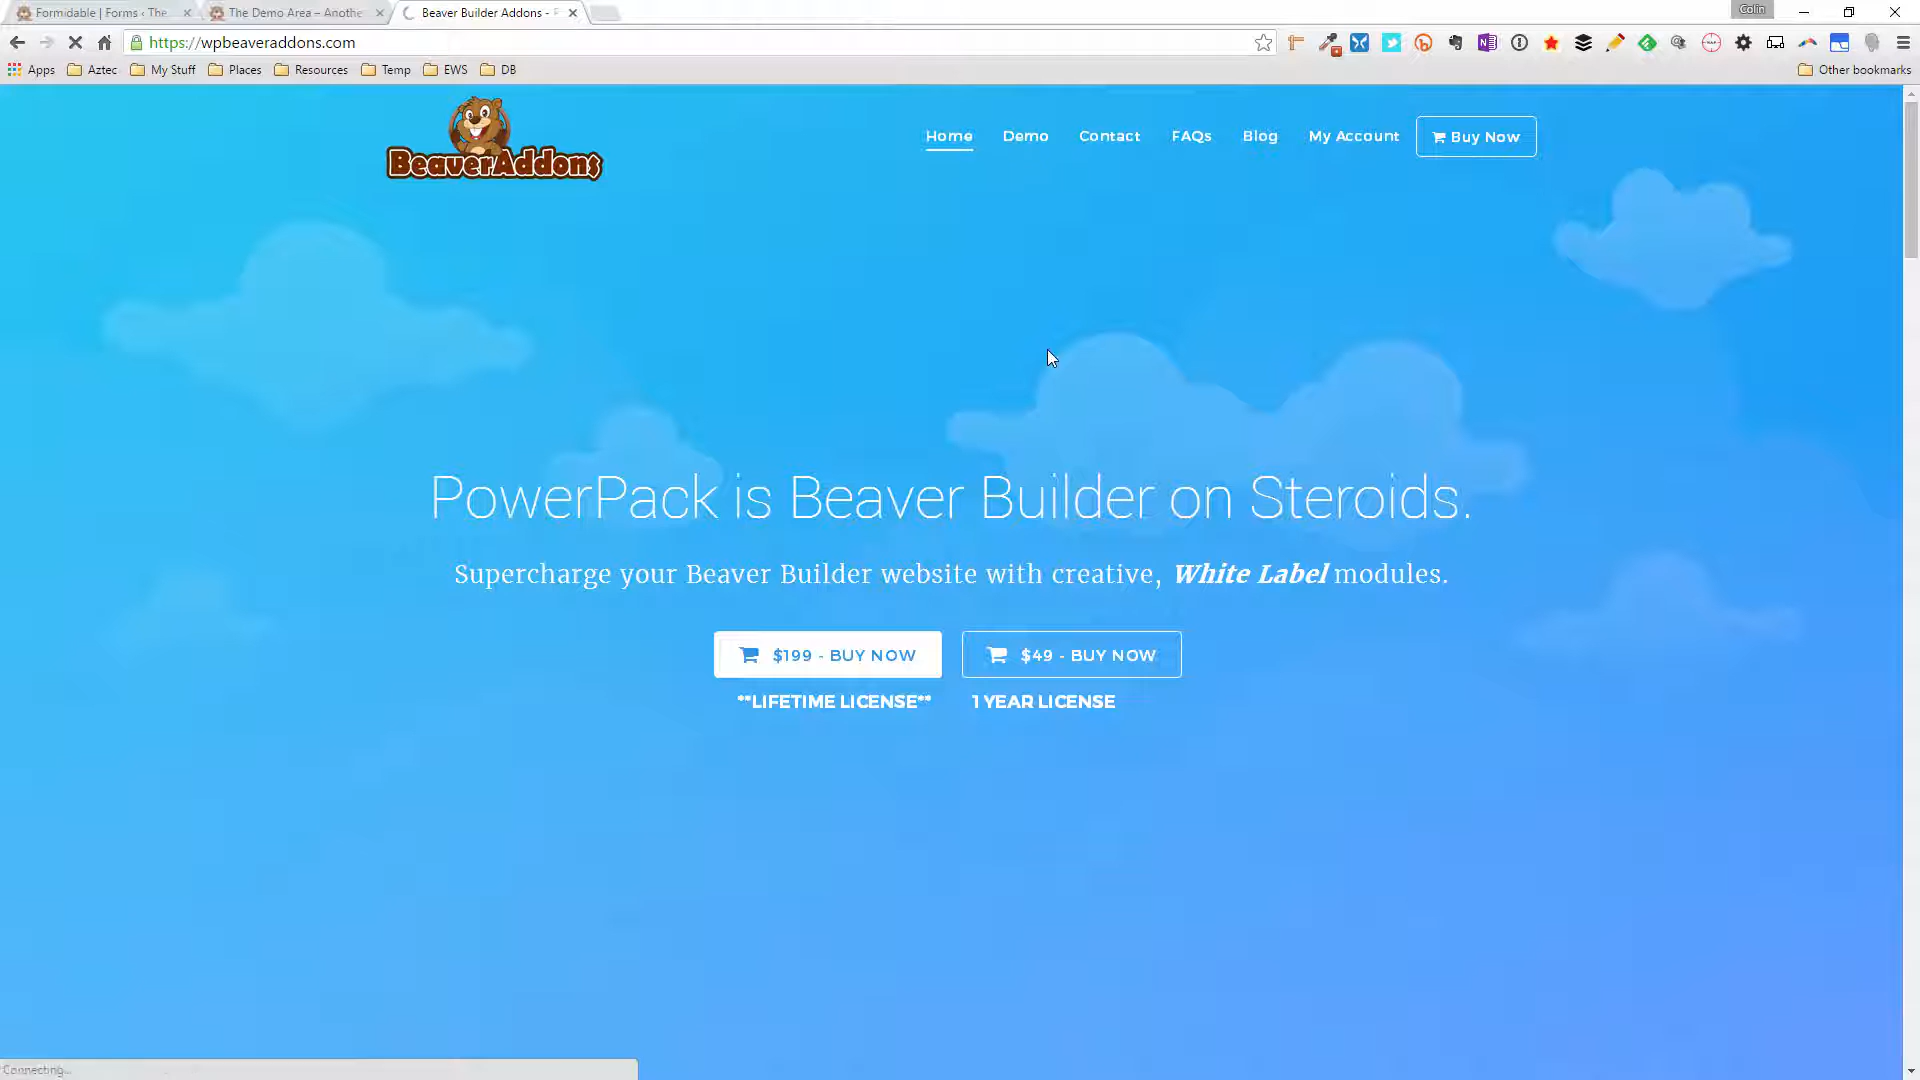 Formidable | Forms ‹ The
The Demo Area – Anothe
Beaver Builder Addons -
Colin
https://wpbeaveraddons.com
Apps
Aztec
My Stuff
Places
Resources
Temp
EWS
DB
Other bookmarks
BeaverAddons
Home
Demo
Contact
FAQs
Blog
My Account
Buy Now
PowerPack is Beaver Builder on Steroids.
Supercharge your Beaver Builder website with creative, White Label modules.
$199 - BUY NOW
$49 - BUY NOW
**LIFETIME LICENSE**
1 YEAR LICENSE
Connecting...